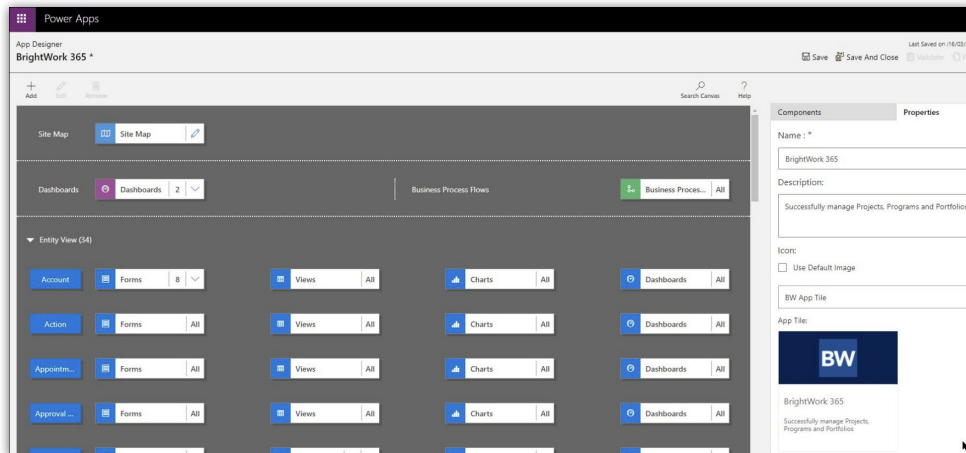 Power Apps
App Designer
BrightWork 365 *
Last Saved on :16/03/
Save
Save And Close
Validate
Add
Edit
Remove
Search Canvas
Help
Site Map
Site Map
Dashboards
Dashboards 2
Business Process Flows
Business Proces... All
Entity View (34)
Account
Forms 8
Views All
Charts All
Dashboards All
Action
Forms All
Views All
Charts All
Dashboards All
Appointm...
Forms All
Views All
Charts All
Dashboards All
Approval ...
Forms All
Views All
Charts All
Dashboards All
Components
Properties
Name : *
BrightWork 365
Description:
Successfully manage Projects, Programs and Portfolios
Icon:
Use Default Image
BW App Tile
App Tile:
BW
BrightWork 365
Successfully manage Projects,
Programs and Portfolios